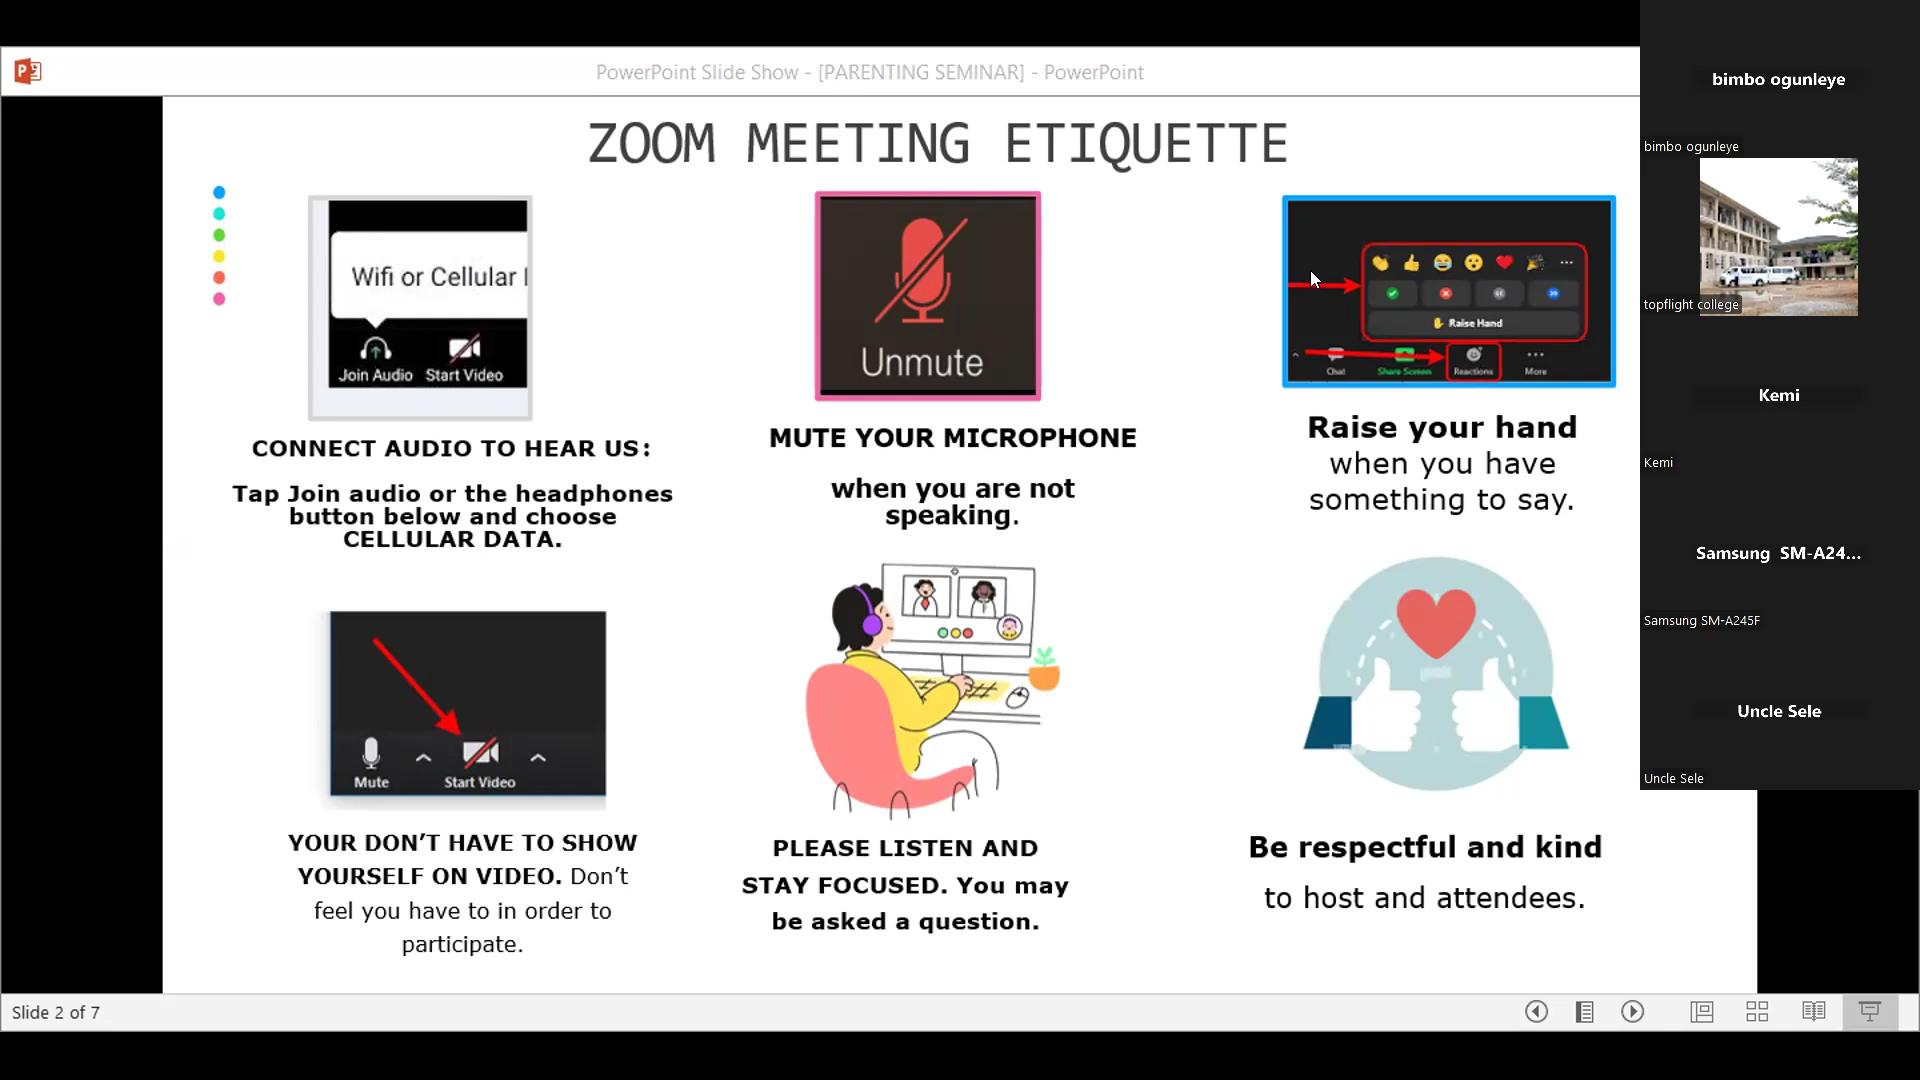 PowerPoint Slide Show - [PARENTING SEMINAR] - PowerPoint
ZOOM MEETING ETIQUETTE
Wifi or Cellular
Join Audio Start Video
CONNECT AUDIO TO HEAR US:
Tap Join audio or the headphones
button below and choose
CELLULAR DATA.
Unmute
MUTE YOUR MICROPHONE
when you are not
speaking.
Raise Hand
Chat Share Screen Reactions More
Raise your hand
when you have
something to say.
Mute Start Video
YOUR DON’T HAVE TO SHOW
YOURSELF ON VIDEO. Don’t
feel you have to in order to
participate.
PLEASE LISTEN AND
STAY FOCUSED. You may
be asked a question.
Be respectful and kind
to host and attendees.
bimbo ogunleye
bimbo ogunleye
topflight college
Kemi
Kemi
Samsung SM-A24...
Samsung SM-A245F
Uncle Sele
Uncle Sele
Slide 2 of 7